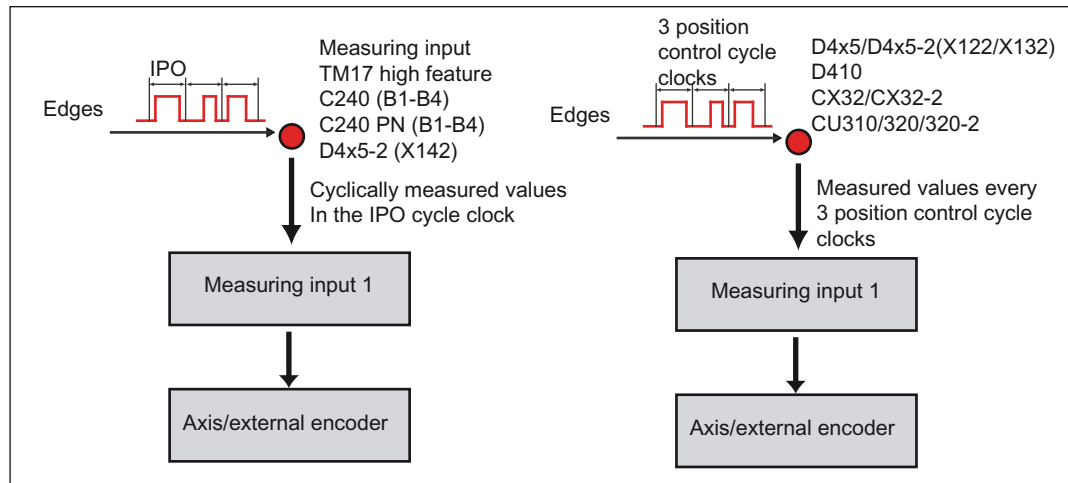 IPO
Edges
Measuring input
TM17 high feature
C240 (B1-B4)
C240 PN (B1-B4)
D4x5-2 (X142)
Cyclically measured values
In the IPO cycle clock
Measuring input 1
Axis/external encoder
3 position
control cycle
clocks
Edges
D4x5/D4x5-2(X122/X132)
D410
CX32/CX32-2
CU310/320/320-2
Measured values every
3 position control cycle
clocks
Measuring input 1
Axis/external encoder